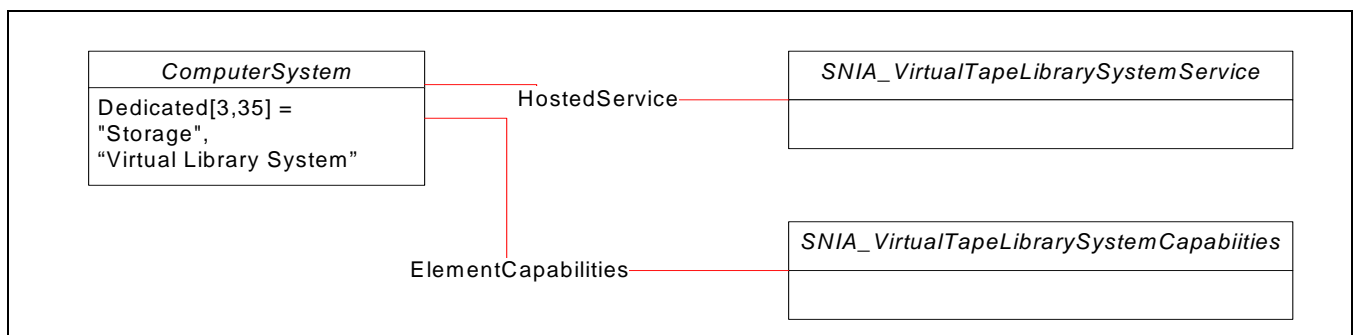 ComputerSystem
Dedicated[3,35] =
"Storage",
“Virtual Library System”
HostedService
SNIA_VirtualTapeLibrarySystemService
ElementCapabilities
SNIA_VirtualTapeLibrarySystemCapabiities